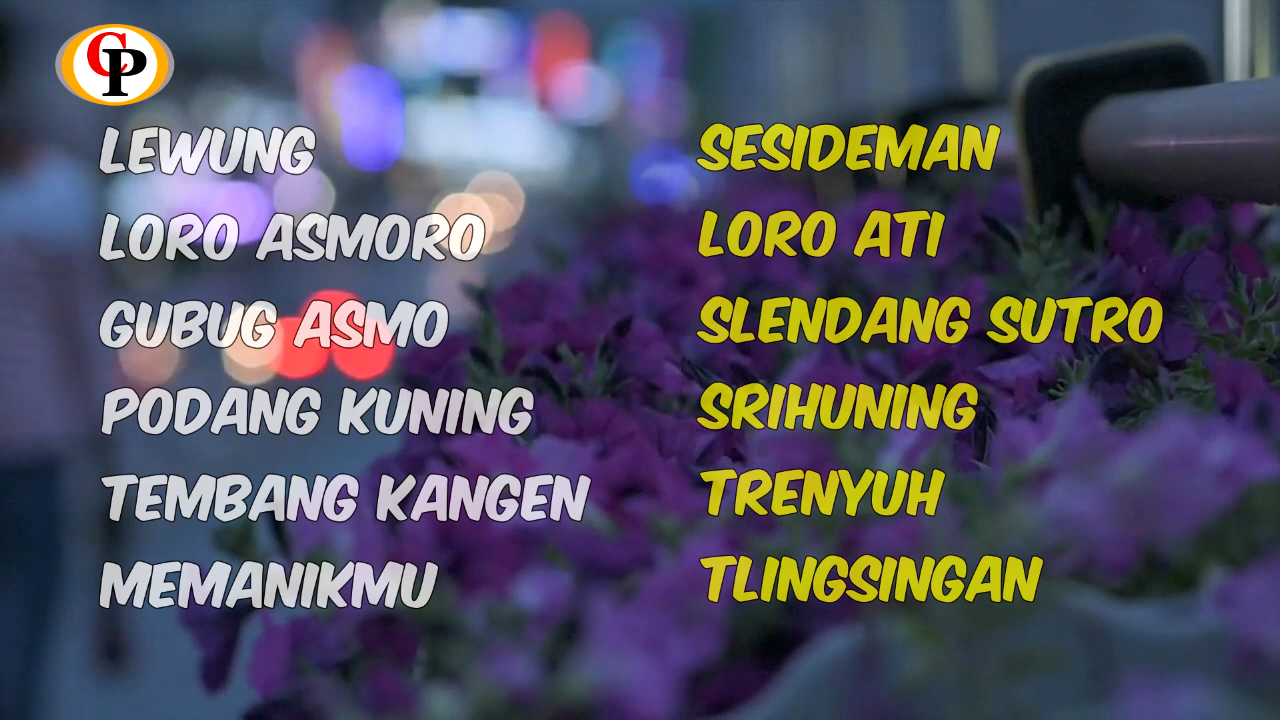 CP
LEWUNG
LORO ASMORO
GUBUG ASMO
PODANG KUNING
TEMBANG KANGEN
MEMANIKMU
SESIDEMAN
LORO ATI
SLENDANG SUTRO
SRIHUNING
TRENYUH
TLINGSINGAN